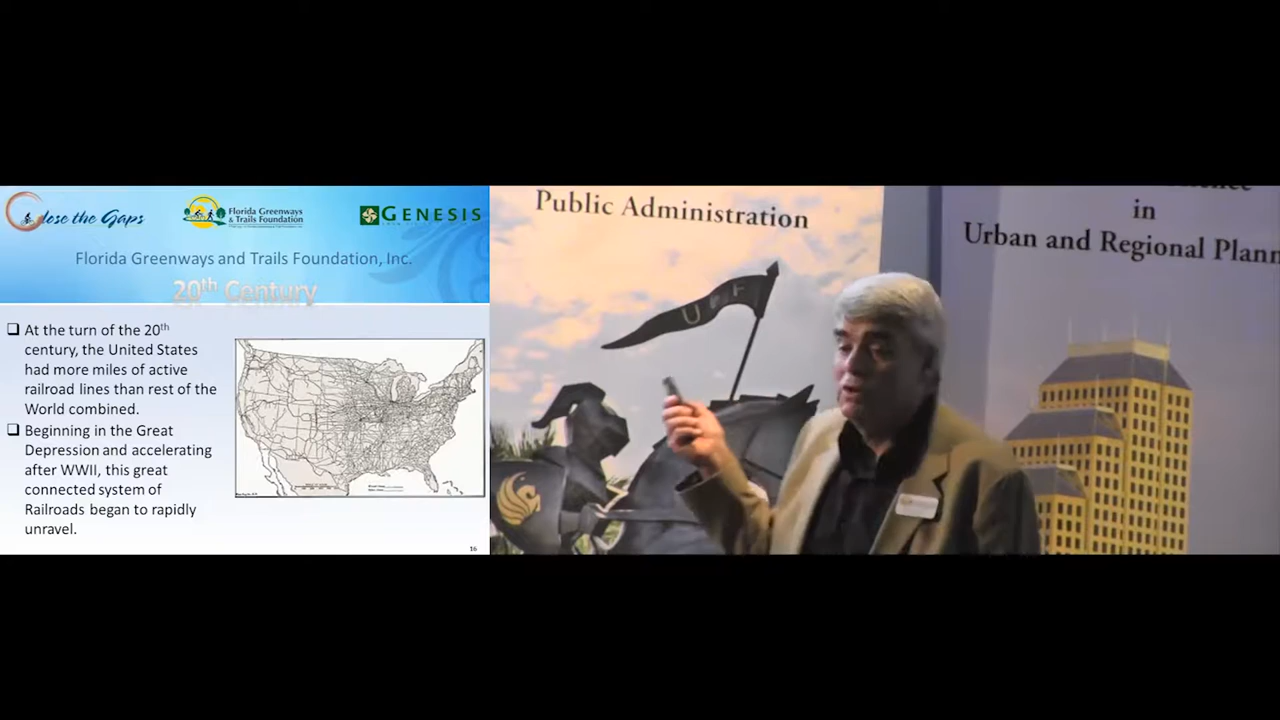 Close the Gaps
Florida Greenways
& Trails Foundation
GENESIS
Florida Greenways and Trails Foundation, Inc.
20th Century
❑ At the turn of the 20th
century, the United States
had more miles of active
railroad lines than rest of the
World combined.
❑ Beginning in the Great
Depression and accelerating
after WWII, this great
connected system of
Railroads began to rapidly
unravel.
16
Public Administration
UCF
in
Urban and Regional Plann